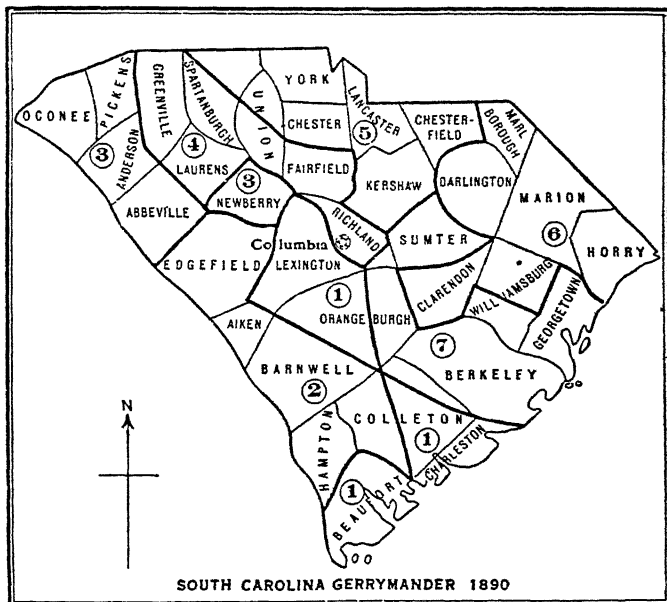 YORK
OCONEE
PICKENS
GREENVILLE
SPARTANBURGH
UNION
LANCASTER
CHESTER
5
CHESTER-
FIELD
MARL
BOROUGH
3
ANDERSON
4
LAURENS
3
NEWBERRY
FAIRFIELD
KERSHAW
DARLINGTON
MARION
ABBEVILLE
RICHLAND
SUMTER
6
HORRY
Columbia
EDGEFIELD
LEXINGTON
CLARENDON
WILLIAMSBURG
GEORGETOWN
1
ORANGEBURGH
AIKEN
7
BARNWELL
BERKELEY
2
HAMPTON
COLLETON
1
CHARLESTON
N
1
BEAUFORT
SOUTH CAROLINA GERRYMANDER 1890